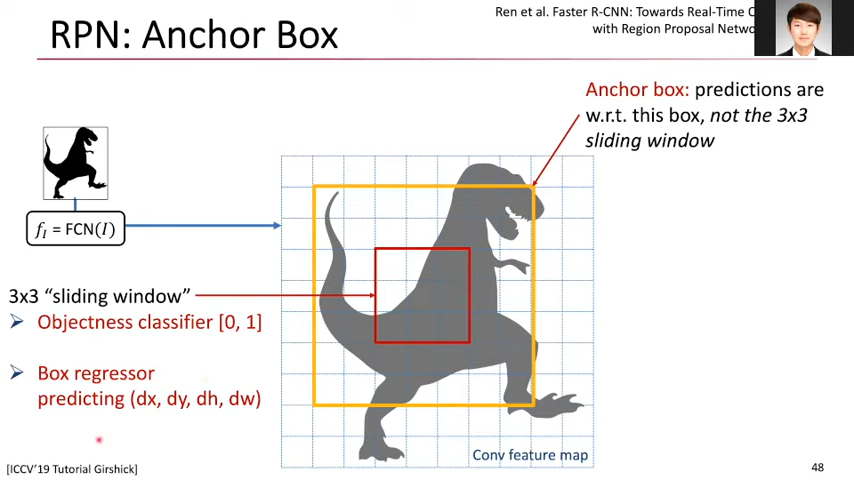 RPN: Anchor Box
Ren et al. Faster R-CNN: Towards Real-Time
with Region Proposal
Anchor box: predictions are
w.r.t. this box, not the 3x3
sliding window
f_I = FCN(I)
3x3 “sliding window”
➢ Objectness classifier [0, 1]
➢ Box regressor
predicting (dx, dy, dh, dw)
Conv feature map
[ICCV'19 Tutorial Girshick]
48